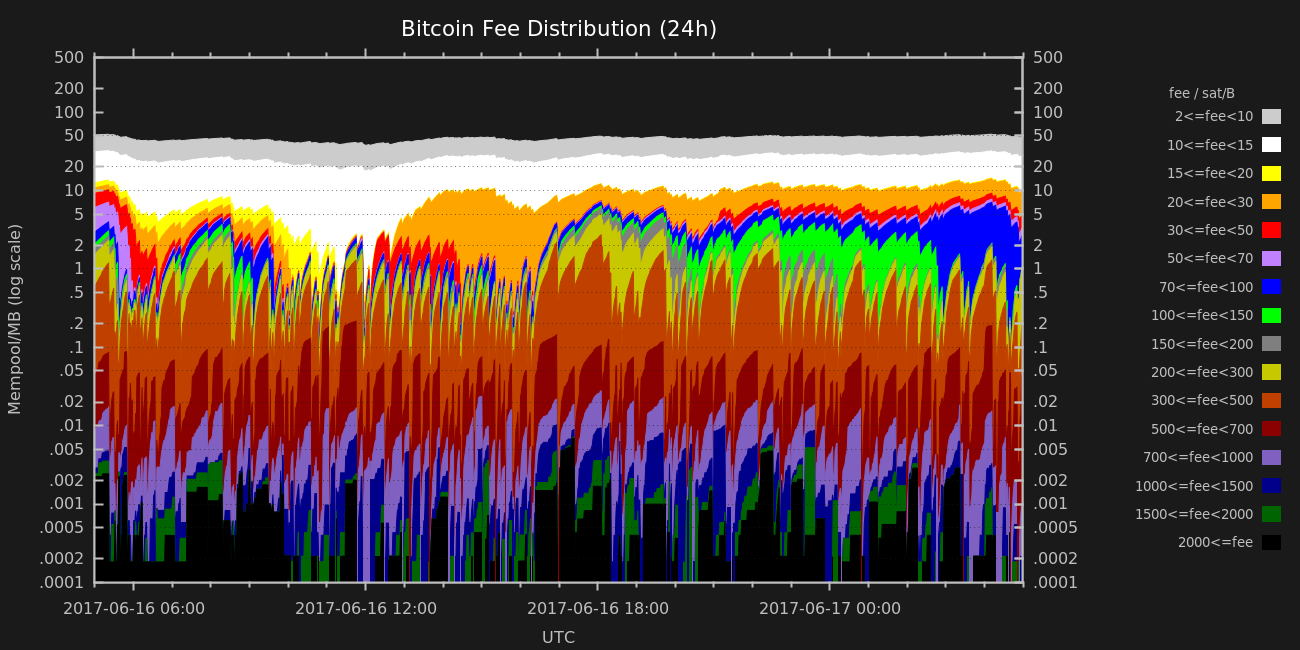 Bitcoin Fee Distribution (24h)
500
200
100
50
20
10
5
2
1
.5
.2
.1
.05
.02
.01
.005
.002
.001
.0005
.0002
.0001
Mempool/MB (log scale)
500
200
100
50
20
10
5
2
1
.5
.2
.1
.05
.02
.01
.005
.002
.001
.0005
.0002
.0001
2017-06-16 06:00
2017-06-16 12:00
2017-06-16 18:00
2017-06-17 00:00
UTC
fee / sat/B
2<=fee<10
10<=fee<15
15<=fee<20
20<=fee<30
30<=fee<50
50<=fee<70
70<=fee<100
100<=fee<150
150<=fee<200
200<=fee<300
300<=fee<500
500<=fee<700
700<=fee<1000
1000<=fee<1500
1500<=fee<2000
2000<=fee